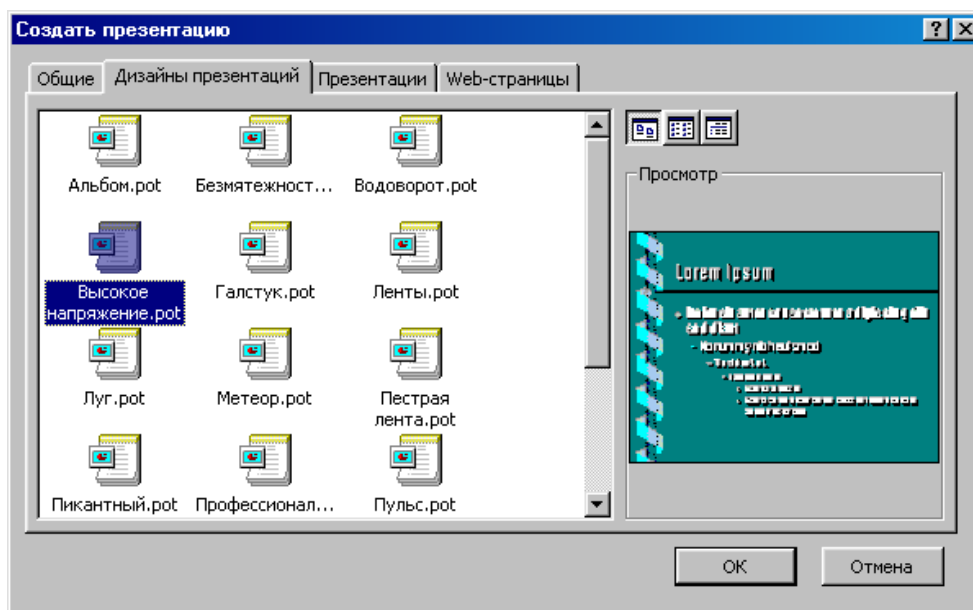 Создать презентацию
Общие Дизайны презентаций Презентации Web-страницы
Альбом.pot Безмятежност... Водоворот.pot
Просмотр
Высокое напряжение.pot Галстук.pot Ленты.pot
Lorem Ipsum
Луг.pot Метеор.pot Пестрая лента.pot
Пикантный.pot Профессионал... Пульс.pot
ОК Отмена